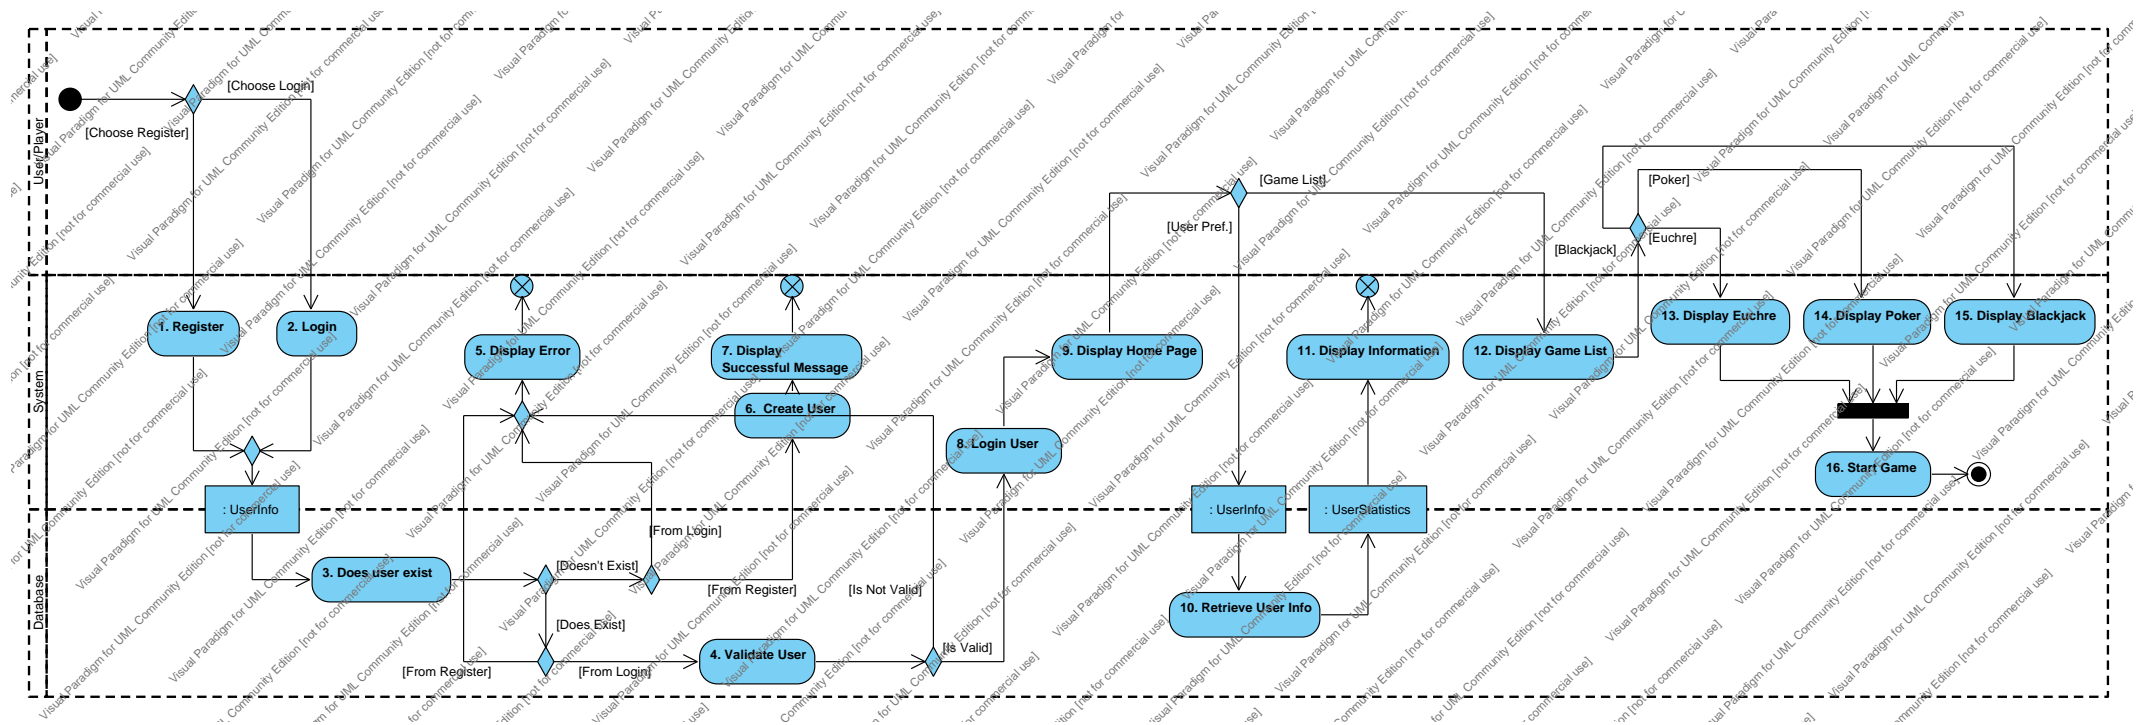 User/Player
[Choose Login]
[Choose Register]
[Game List]
[User Pref.]
[Poker]
[Euchre]
[Blackjack]
System
1. Register
2. Login
5. Display Error
7. Display
Successful Message
6. Create User
8. Login User
9. Display Home Page
11. Display Information
12. Display Game List
13. Display Euchre
14. Display Poker
15. Display Blackjack
16. Start Game
: UserInfo
: UserInfo
: UserStatistics
Database
3. Does user exist
[Doesn't Exist]
[From Login]
[From Register]
[Does Exist]
[From Register]
[From Login]
4. Validate User
[Is Not Valid]
[Is Valid]
10. Retrieve User Info
Visual Paradigm for UML Community Edition [not for commercial use]